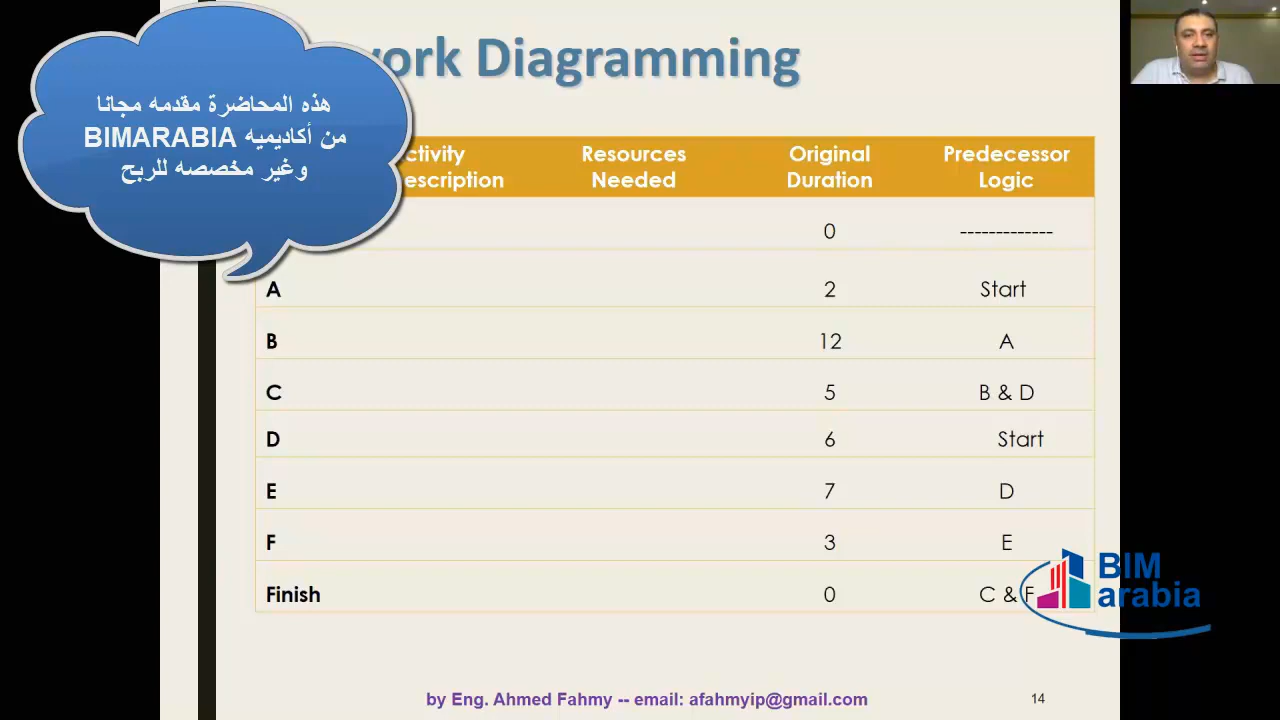 هذه المحاضرة مقدمه مجانا
من أكاديميه BIMARABIA
وغير مخصصه للربح
work Diagramming
ctivity Resources Original Predecessor
escription Needed Duration Logic
0 -------------
A 2 Start
B 12 A
C 5 B & D
D 6 Start
E 7 D
F 3 E
Finish 0 C & F
BIM
arabia
by Eng. Ahmed Fahmy -- email: afahmyip@gmail.com 14